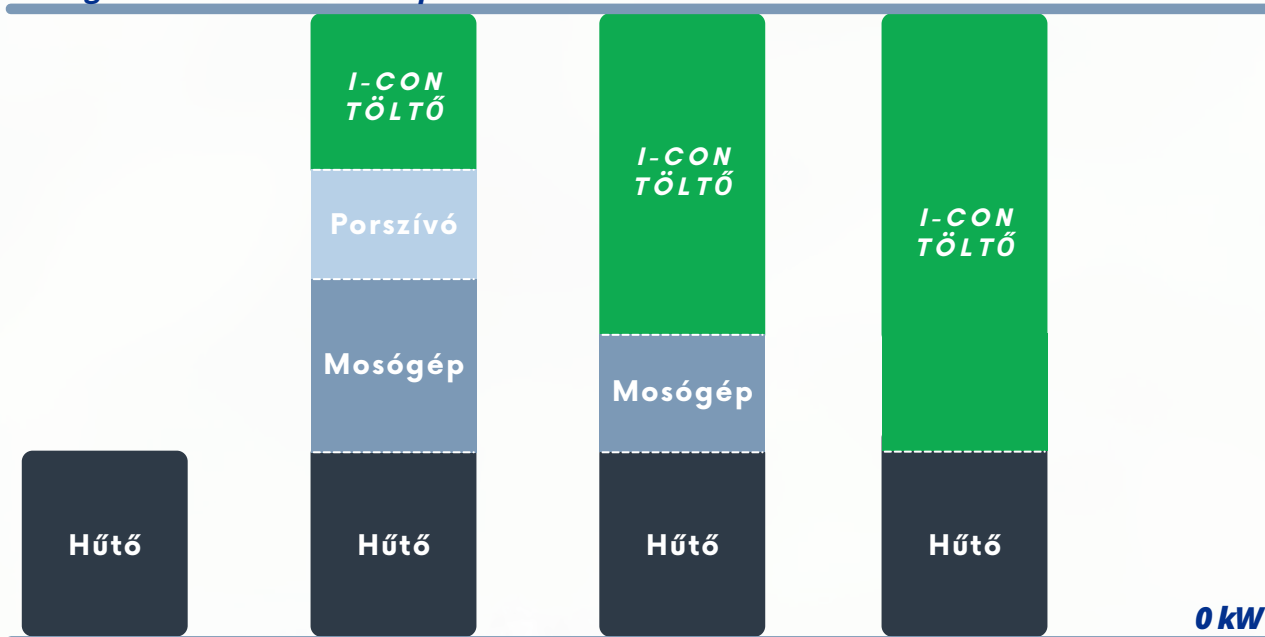 I-CON
TÖLTŐ
Porszívó
Mosógép
Hűtő
I-CON
TÖLTŐ
Mosógép
Hűtő
I-CON
TÖLTŐ
Hűtő
Hűtő
0 kW